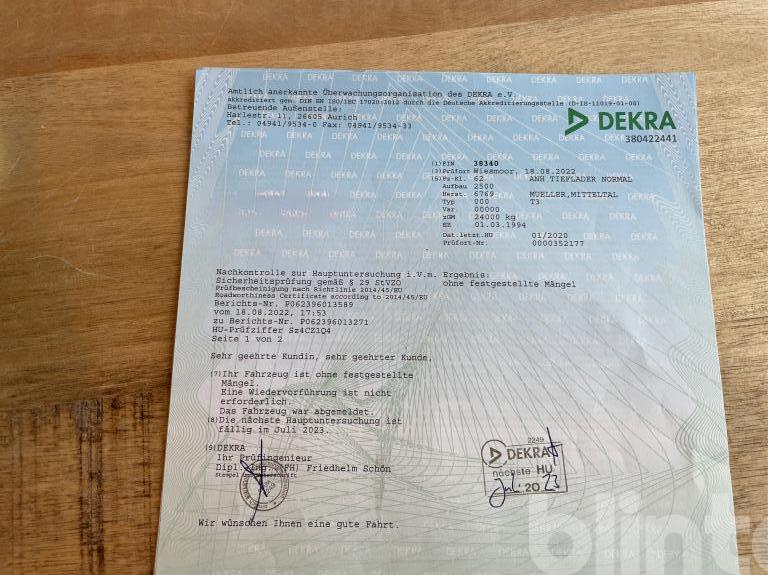 Amtlich anerkannte Überwachungsorganisation des DEKRA e.V.
akkreditiert gem. DIN EN ISO/IEC 17020:2012 durch die Deutsche Akkreditierungsstelle (D-IS-11019-01-00)
Betreuende Außenstelle:
Harlestr. 11, 26605 Aurich
Tel.: 04941/9534-0 Fax: 04941/9534-33
DEKRA
380422441
(1) FIN 38340
(3) Prüfort Wiesmoor, 18.08.2022
(5) Fz-Kl. 62 ANH TIEFLADER NORMAL
Aufbau 2500
Herst. 6769 MUELLER,MITTELTAL
Typ 000 T3
Var. 00000
zGM 24000 kg
EZ 01.03.1994
Dat.letzt.HU 01/2020
Prüfort-Nr. 0000352177
Nachkontrolle zur Hauptuntersuchung i.V.m. Ergebnis:
Sicherheitsprüfung gemäß § 29 StVZO ohne festgestellte Mängel
Prüfbescheinigung nach Richtlinie 2014/45/EU
Roadworthiness Certificate according to 2014/45/EU
Berichts-Nr. P062396013589
vom 18.08.2022, 17:53
zu Berichts-Nr. P062396013271
HU-Prüfziffer Sz4CZ1Q4
Seite 1 von 2
Sehr geehrte Kundin, sehr geehrter Kunde,
(7) Ihr Fahrzeug ist ohne festgestellte
Mängel.
Eine Wiedervorführung ist nicht
erforderlich.
Das Fahrzeug war abgemeldet.
(8) Die nächste Hauptuntersuchung ist
fällig im Juli 2023.
(9) DEKRA
Ihr Prüfingenieur
Dipl.-Ing. (FH) Friedhelm Schön
2249
DEKRA
nächste HU
Juli 20 23
Wir wünschen Ihnen eine gute Fahrt.